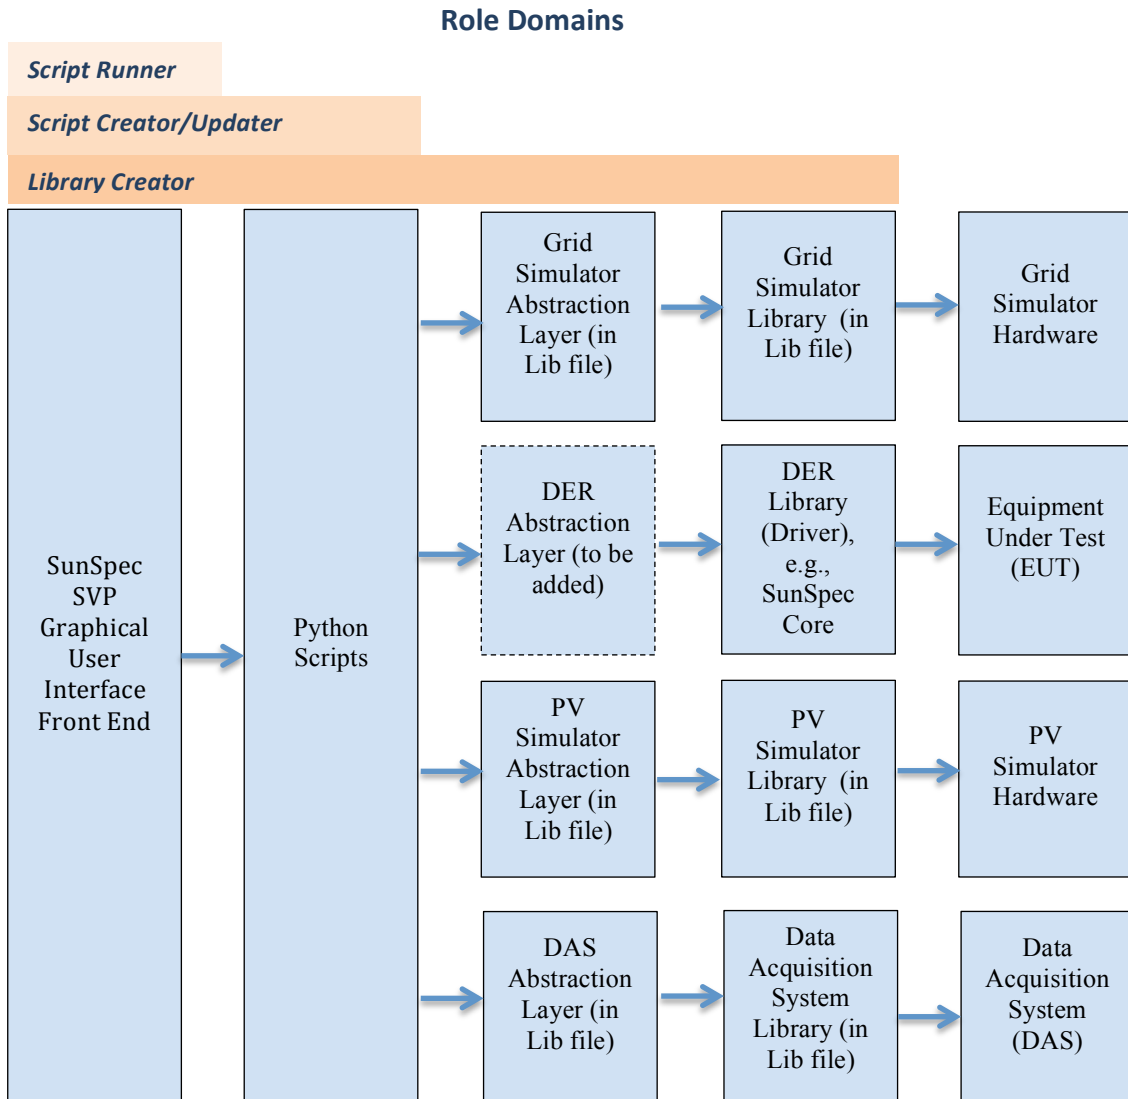 Role Domains
Script Runner
Script Creator/Updater
Library Creator
SunSpec
SVP
Graphical
User
Interface
Front End
Python
Scripts
Grid
Simulator
Abstraction
Layer (in
Lib file)
Grid
Simulator
Library (in
Lib file)
Grid
Simulator
Hardware
DER
Abstraction
Layer (to be
added)
DER
Library
(Driver),
e.g.,
SunSpec
Core
Equipment
Under Test
(EUT)
PV
Simulator
Abstraction
Layer (in
Lib file)
PV
Simulator
Library (in
Lib file)
PV
Simulator
Hardware
DAS
Abstraction
Layer (in
Lib file)
Data
Acquisition
System
Library (in
Lib file)
Data
Acquisition
System
(DAS)